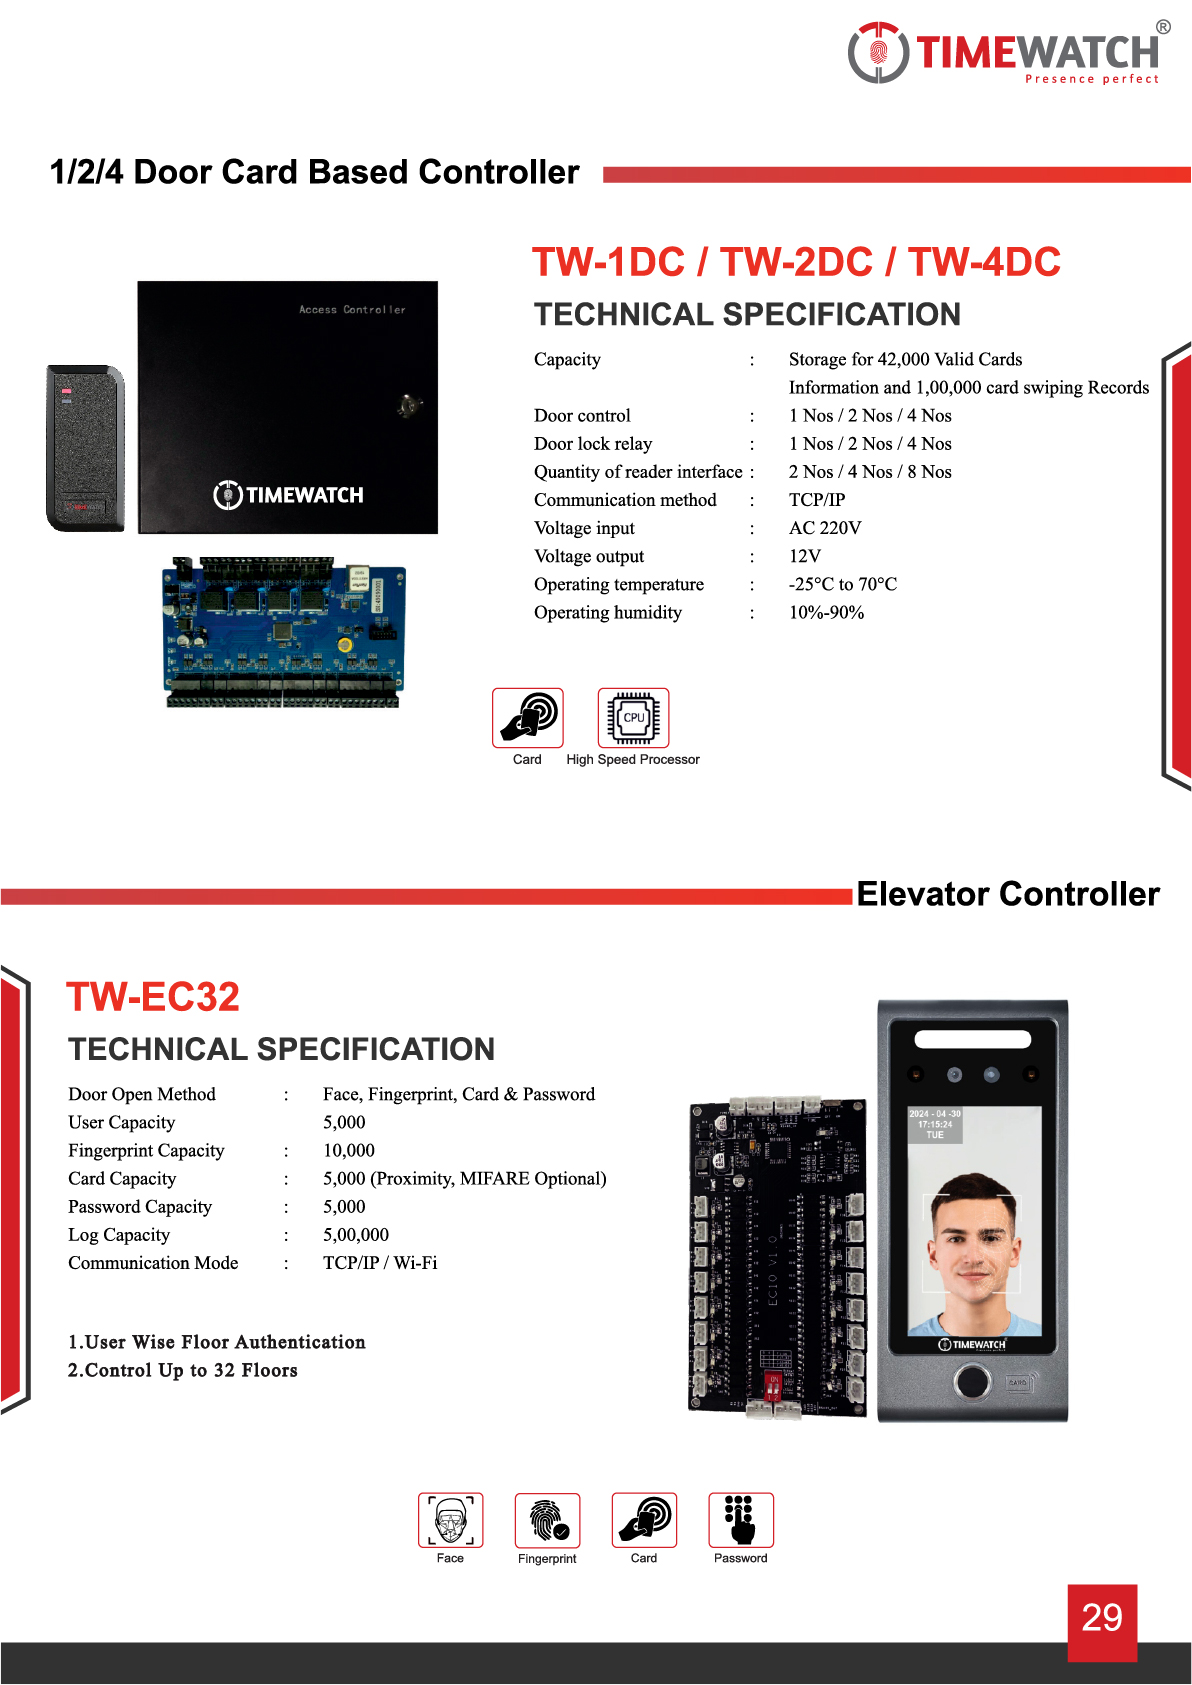 TIMEWATCH®
Presence perfect
1/2/4 Door Card Based Controller
TW-1DC / TW-2DC / TW-4DC
TECHNICAL SPECIFICATION
Capacity : Storage for 42,000 Valid Cards
Information and 1,00,000 card swiping Records
Door control : 1 Nos / 2 Nos / 4 Nos
Door lock relay : 1 Nos / 2 Nos / 4 Nos
Quantity of reader interface : 2 Nos / 4 Nos / 8 Nos
Communication method : TCP/IP
Voltage input : AC 220V
Voltage output : 12V
Operating temperature : -25°C to 70°C
Operating humidity : 10%-90%
Access Controller
TIMEWATCH
Card
High Speed Processor
CPU
Elevator Controller
TW-EC32
TECHNICAL SPECIFICATION
Door Open Method : Face, Fingerprint, Card & Password
User Capacity 5,000
Fingerprint Capacity : 10,000
Card Capacity : 5,000 (Proximity, MIFARE Optional)
Password Capacity : 5,000
Log Capacity : 5,00,000
Communication Mode : TCP/IP / Wi-Fi
1.User Wise Floor Authentication
2.Control Up to 32 Floors
2024 - 04 -30
17:15:24
TUE
TIMEWATCH
CARD
ECIO V1.0
ON
1 2
Face
Fingerprint
Card
Password
29